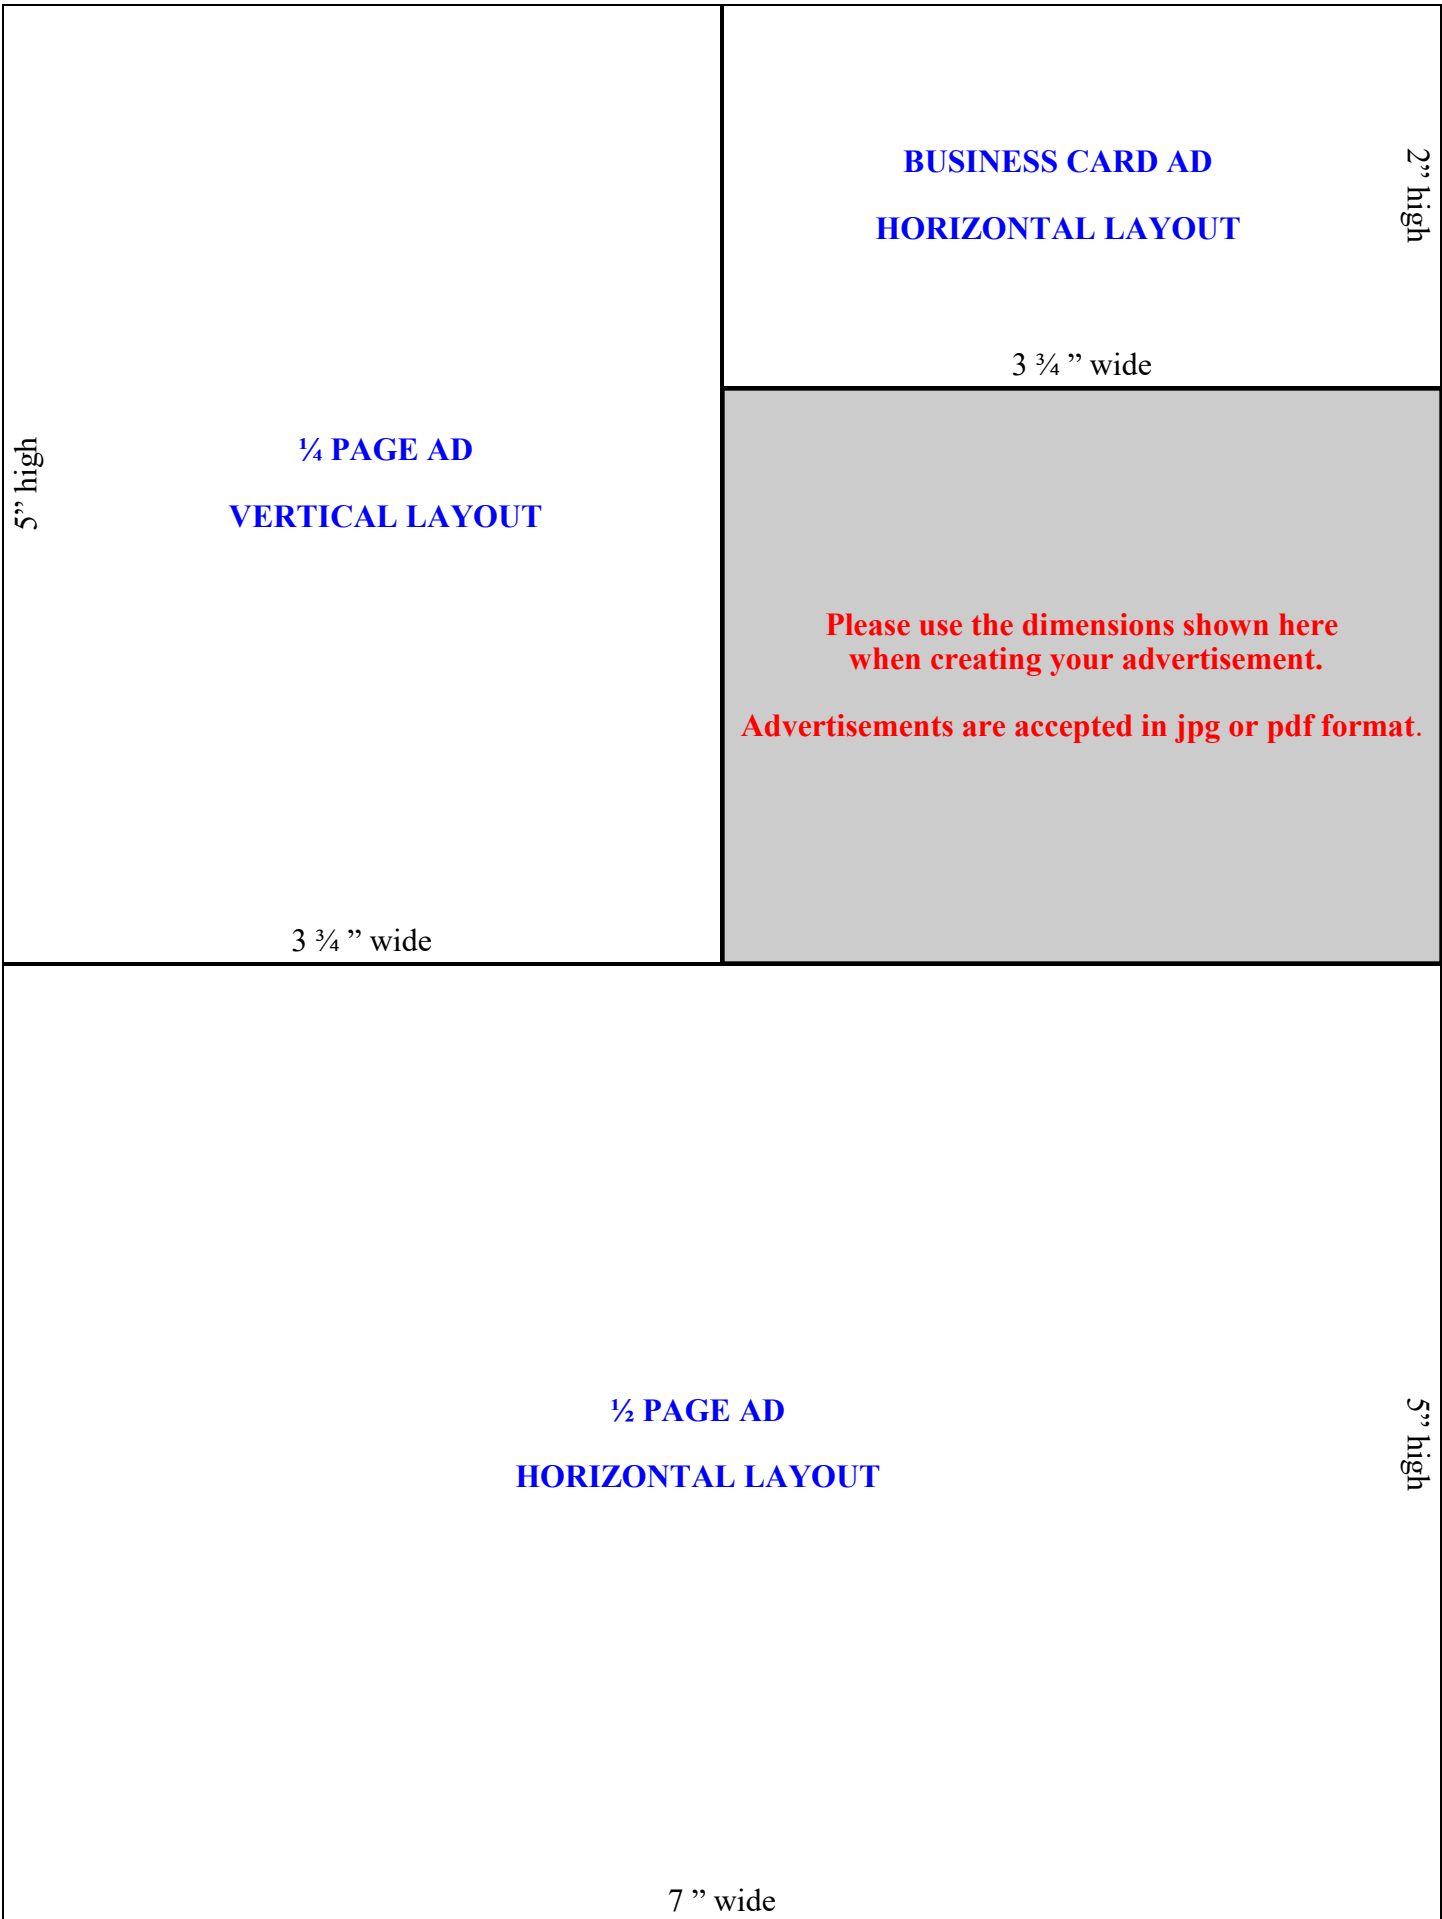 BUSINESS CARD AD
HORIZONTAL LAYOUT
2” high
3 ¾ ” wide
¼ PAGE AD
VERTICAL LAYOUT
5” high
3 ¾ ” wide
Please use the dimensions shown here
when creating your advertisement.
Advertisements are accepted in jpg or pdf format.
½ PAGE AD
HORIZONTAL LAYOUT
5” high
7 ” wide